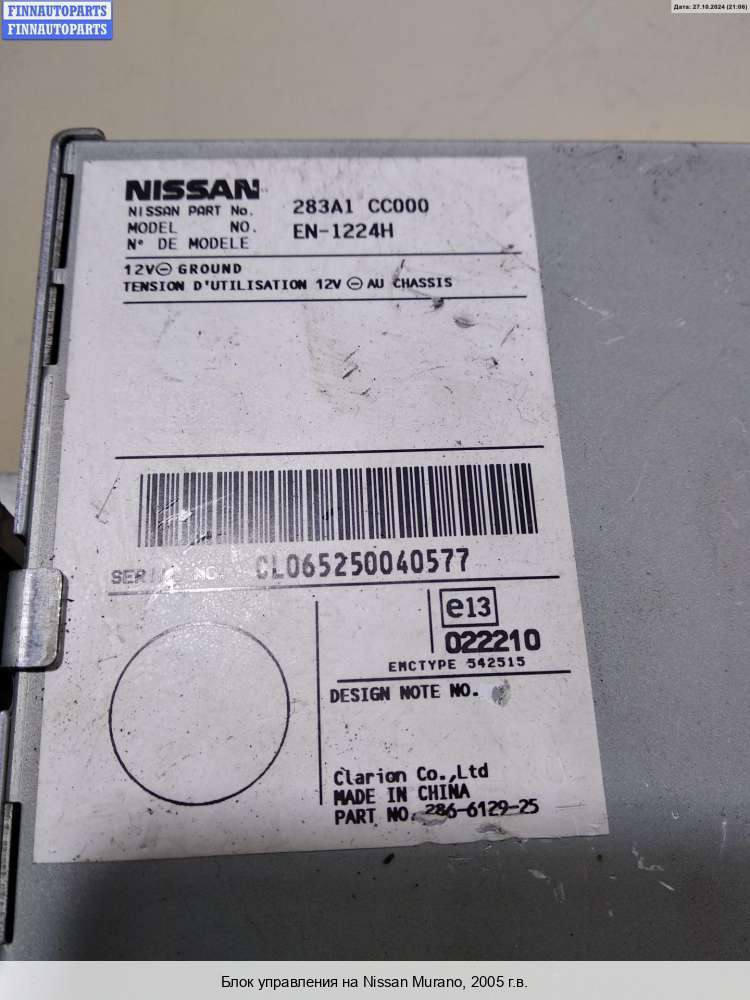 FINNAUTOPARTS
FINNAUTOPARTS
Дата: 27.10.2024 (21:06)
NISSAN
NISSAN PART No. 283A1 CC000
MODEL NO. EN-1224H
N° DE MODELE
12V⊖GROUND
TENSION D'UTILISATION 12V ⊖ AU CHASSIS
NO. CL065250040577
e13
022210
EMCTYPE 542515
DESIGN NOTE NO.
Clarion Co.,Ltd
MADE IN CHINA
PART NO. 286-6129-25
Блок управления на Nissan Murano, 2005 г.в.